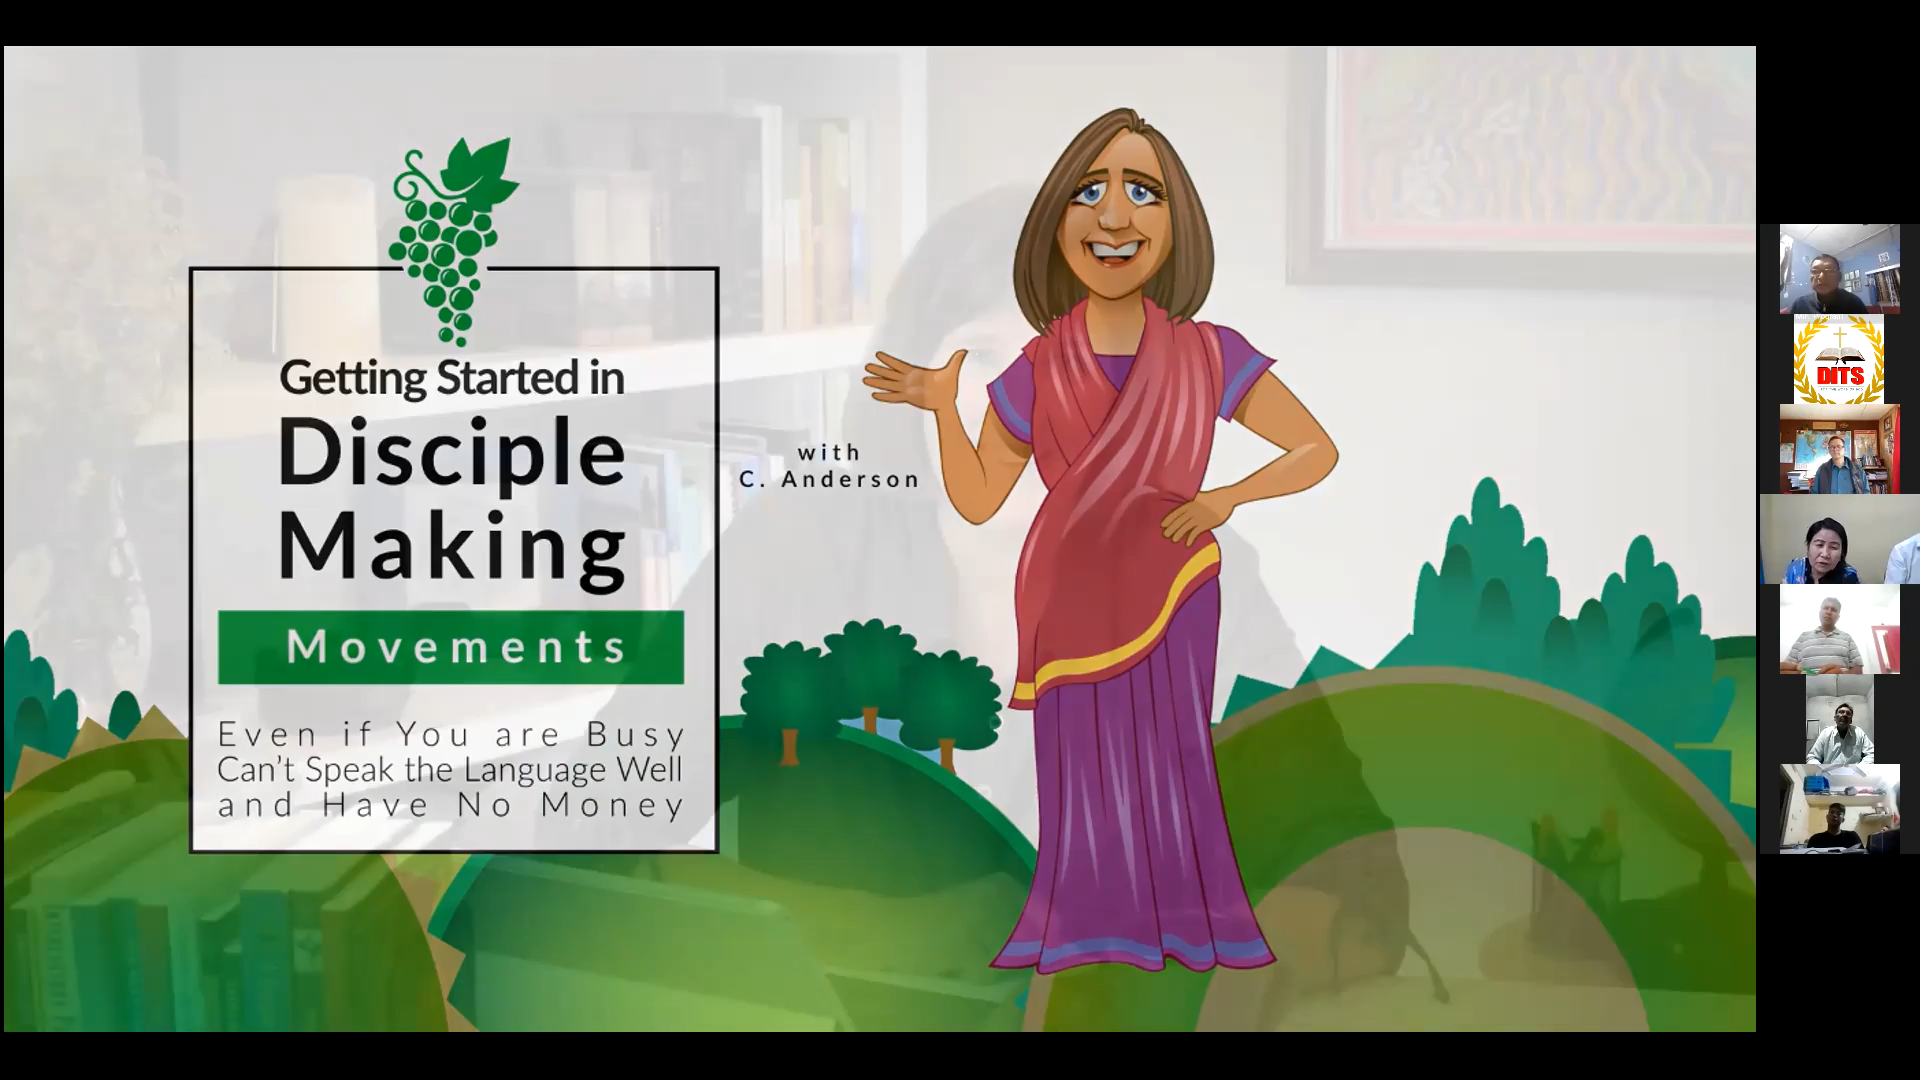 Getting Started in
Disciple
Making
Movements
Even if You are Busy
Can't Speak the Language Well
and Have No Money
with
C. Anderson
DITS